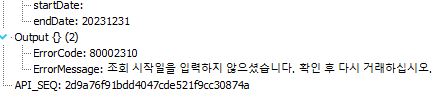 startDate:
endDate: 20231231
Output {} (2)
ErrorCode: 80002310
ErrorMessage: 조회 시작일을 입력하지 않으셨습니다. 확인 후 다시 거래하십시오.
API_SEQ: 2d9a76f91bdd4047cde521f9cc30874a